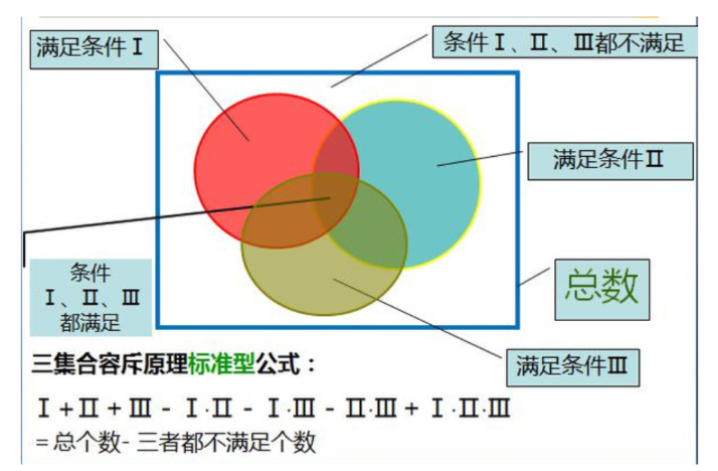 满足条件Ⅰ
条件Ⅰ、Ⅱ、Ⅲ都不满足
满足条件Ⅱ
条件
Ⅰ、Ⅱ、Ⅲ
都满足
总数
满足条件Ⅲ
三集合容斥原理标准型公式：
Ⅰ+Ⅱ+Ⅲ- Ⅰ·Ⅱ - Ⅰ·Ⅲ - Ⅱ·Ⅲ+ Ⅰ·Ⅱ·Ⅲ
=总个数- 三者都不满足个数